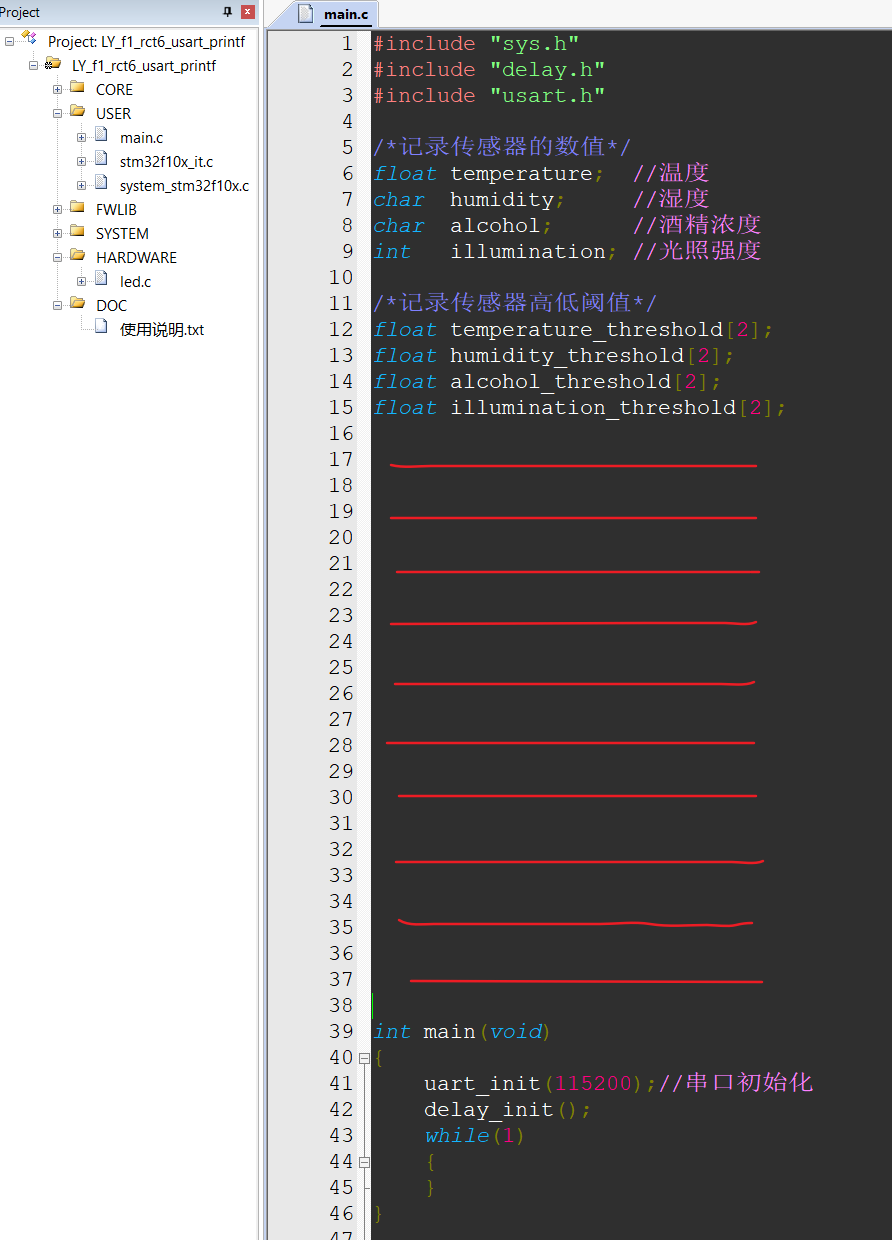 Project
Project: LY_f1_rct6_usart_printf
LY_f1_rct6_usart_printf
CORE
USER
main.c
stm32f10x_it.c
system_stm32f10x.c
FWLIB
SYSTEM
HARDWARE
led.c
DOC
使用说明.txt
main.c
1 #include "sys.h"
2 #include "delay.h"
3 #include "usart.h"
4
5 /*记录传感器的数值*/
6 float temperature;  //温度
7 char  humidity;     //湿度
8 char  alcohol;      //酒精浓度
9 int   illumination; //光照强度
10
11 /*记录传感器高低阈值*/
12 float temperature_threshold[2];
13 float humidity_threshold[2];
14 float alcohol_threshold[2];
15 float illumination_threshold[2];
16
17
18
19
20
21
22
23
24
25
26
27
28
29
30
31
32
33
34
35
36
37
38
39 int main(void)
40 {
41     uart_init(115200);//串口初始化
42     delay_init();
43     while(1)
44     {
45     }
46 }
47